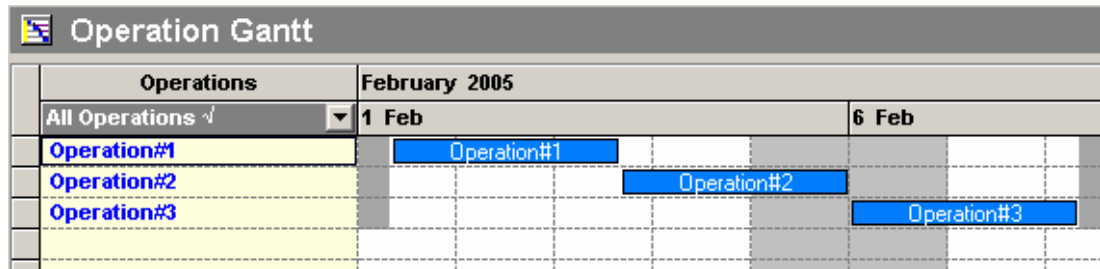 Operation Gantt
Operations February 2005
All Operations √ 1 Feb 6 Feb
Operation#1 Operation#1
Operation#2 Operation#2
Operation#3 Operation#3